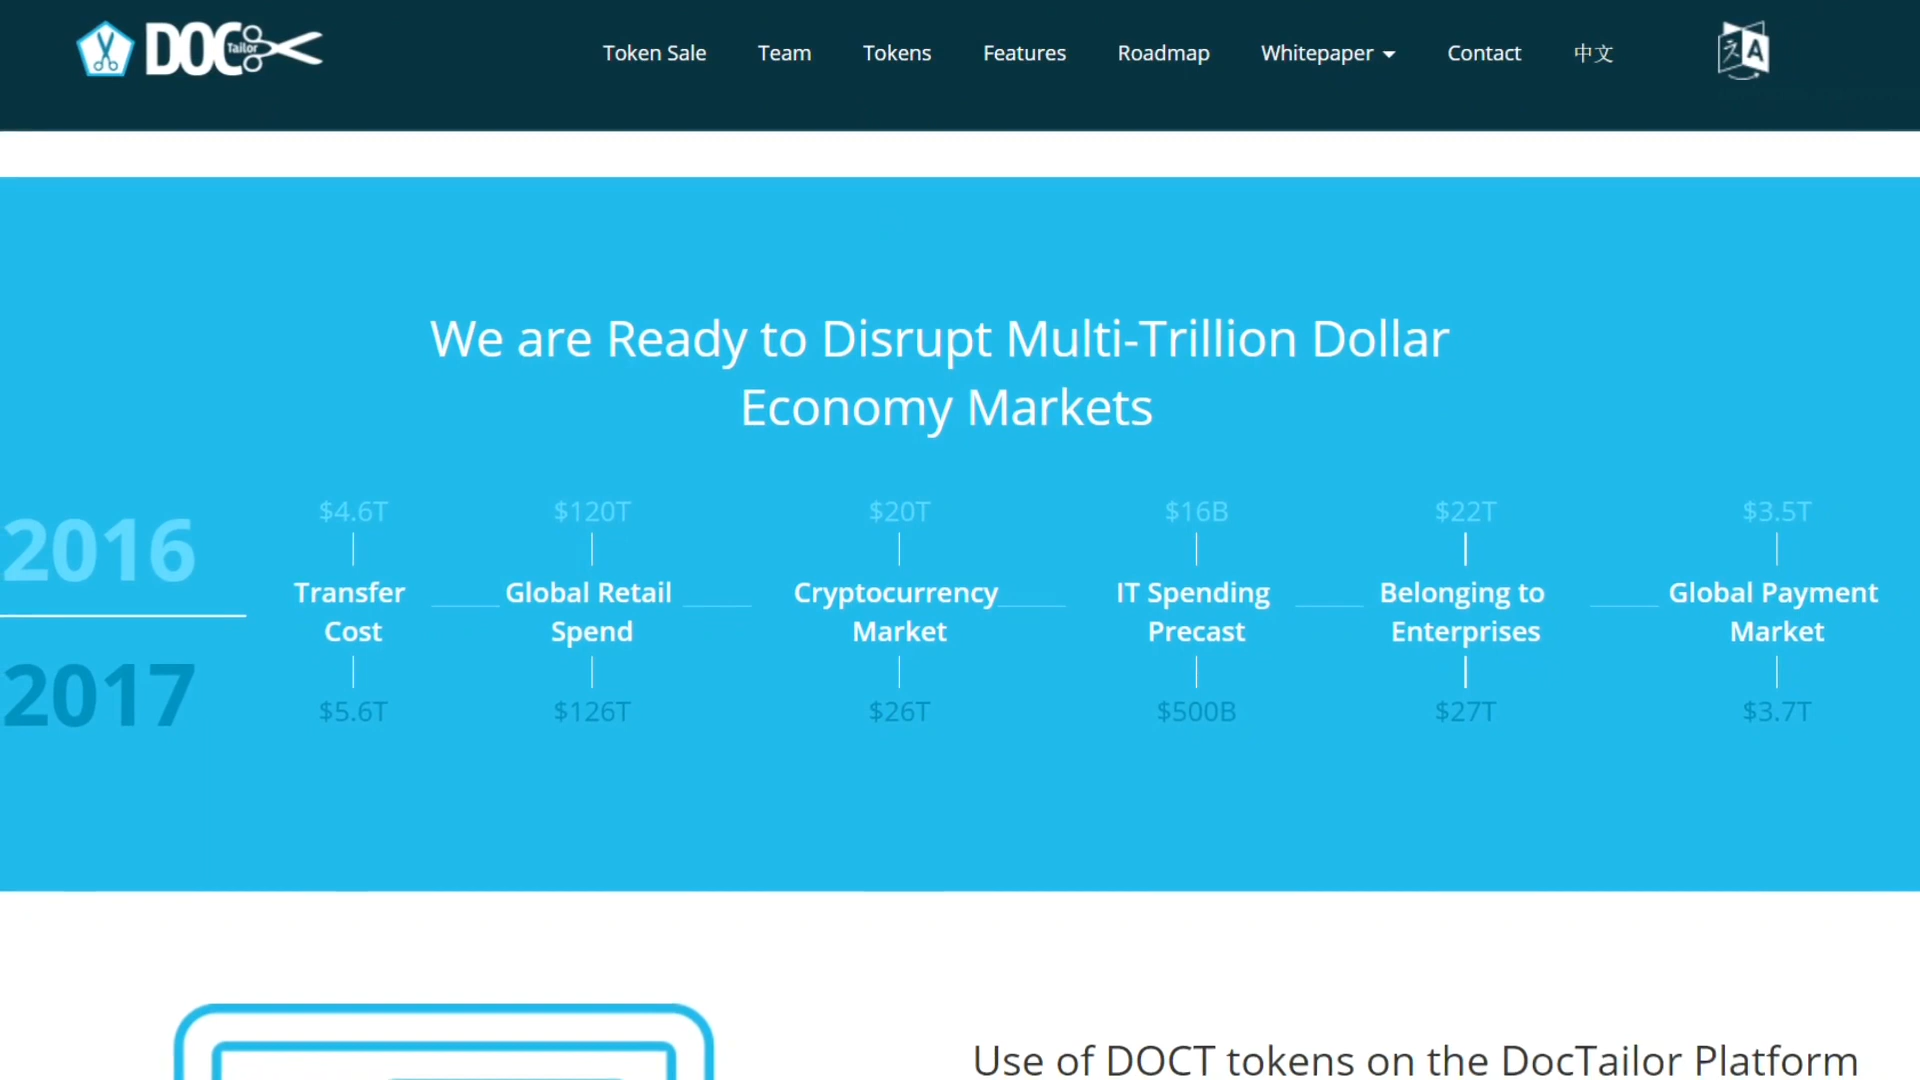 DOC Tailor
Token Sale Team Tokens Features Roadmap Whitepaper Contact 中文
We are Ready to Disrupt Multi-Trillion Dollar
Economy Markets
2016
$4.6T $120T $20T $16B $22T $3.5T
Transfer Global Retail Cryptocurrency IT Spending Belonging to Global Payment
Cost Spend Market Precast Enterprises Market
2017
$5.6T $126T $26T $500B $27T $3.7T
Use of DOCT tokens on the DocTailor Platform